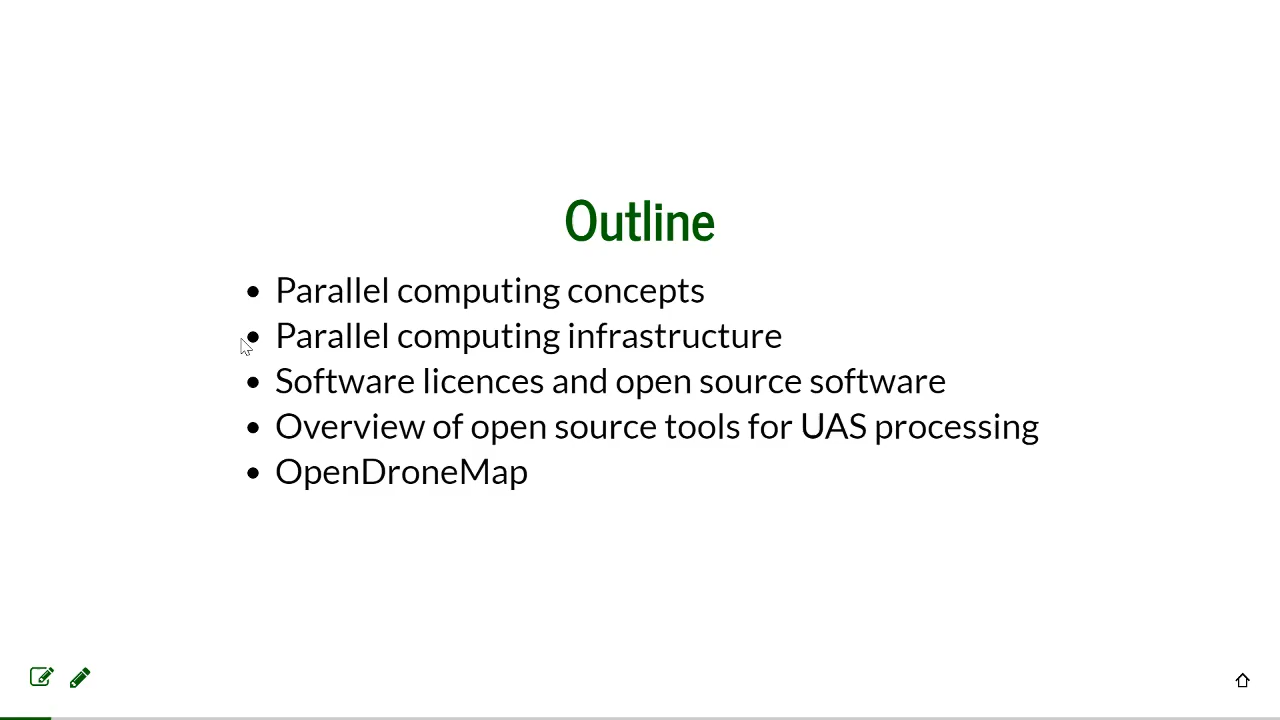 Outline
Parallel computing concepts
Parallel computing infrastructure
Software licences and open source software
Overview of open source tools for UAS processing
OpenDroneMap